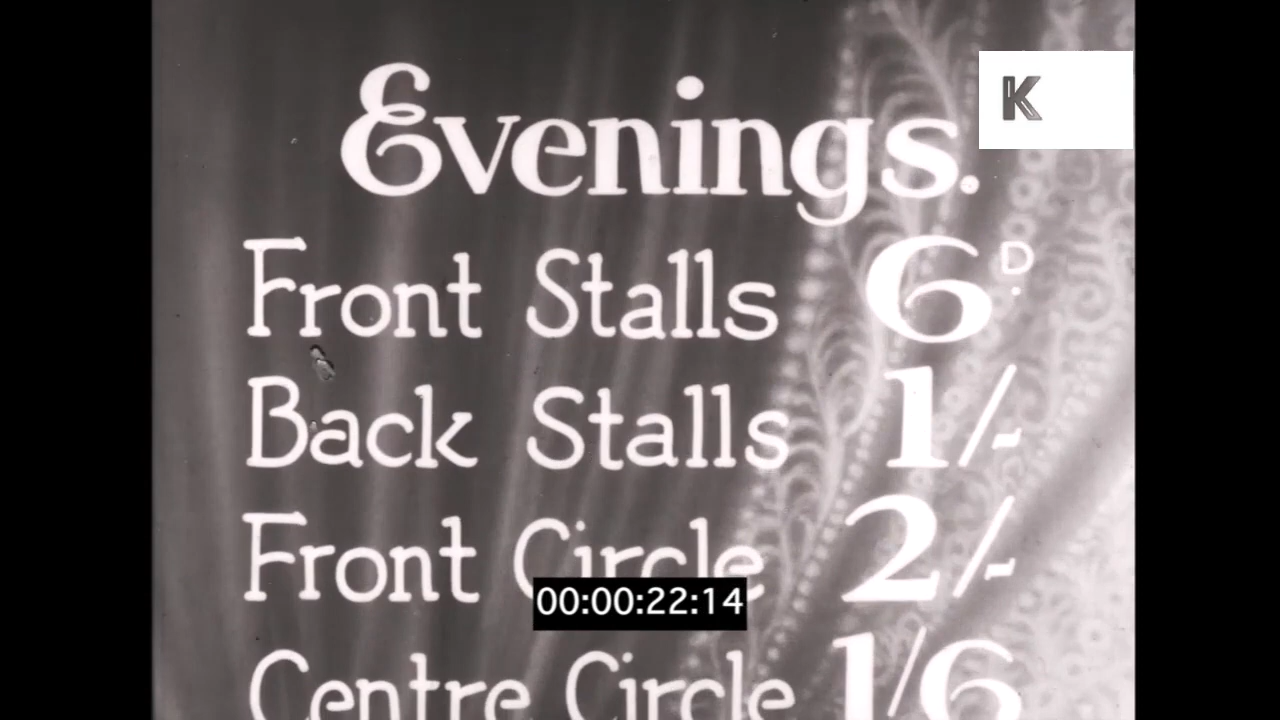 K
Evenings.
Front Stalls 6D.
Back Stalls 1/-
Front Circle 2/-
00:00:22:14
Centre Circle 1/6